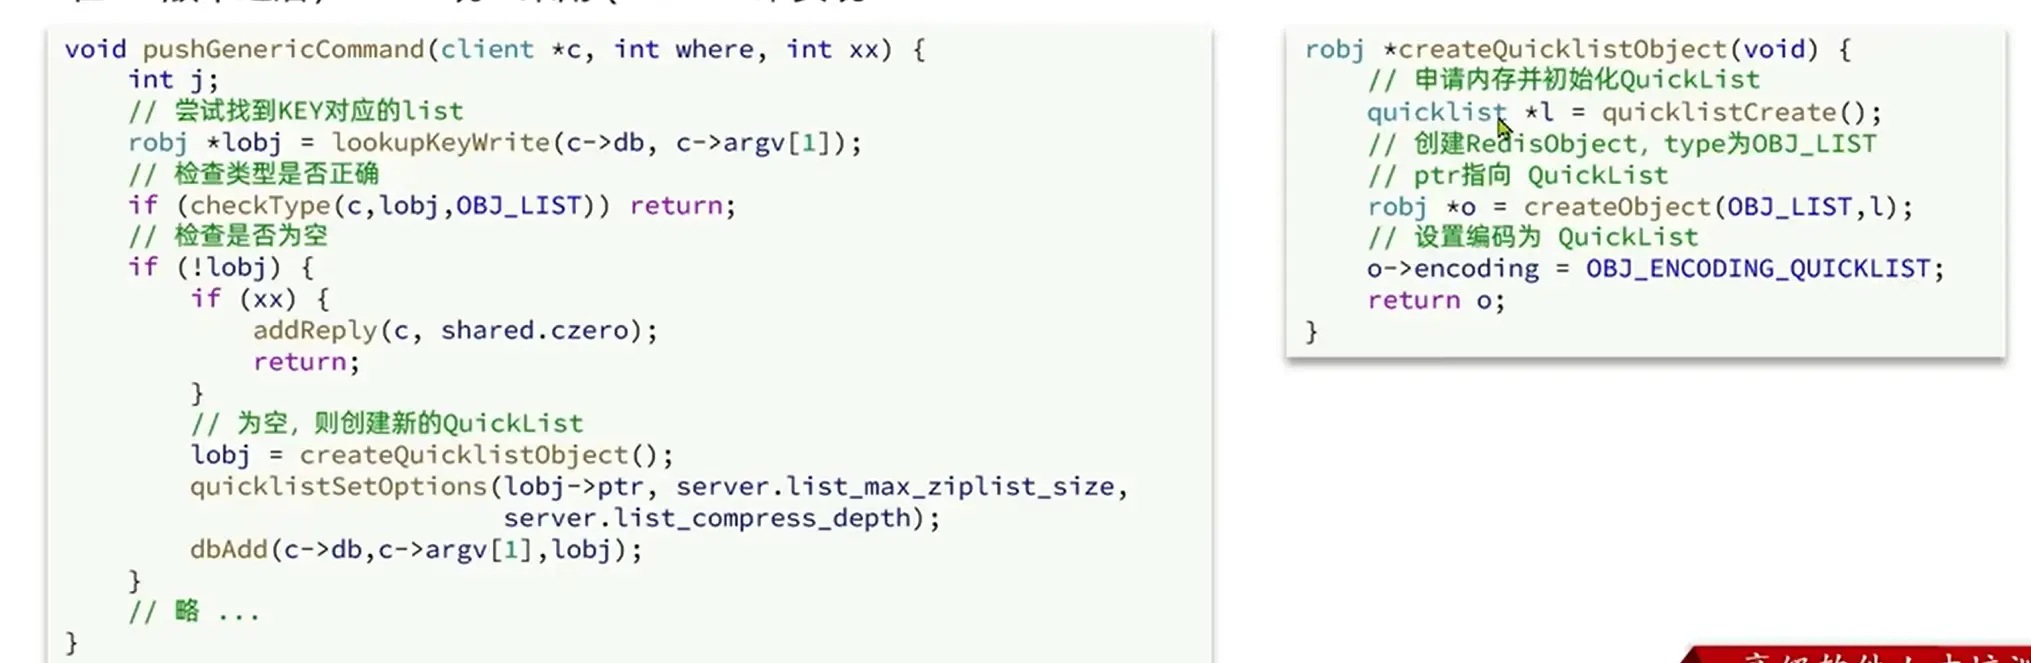 void pushGenericCommand(client *c, int where, int xx) {
    int j;
    // 尝试找到KEY对应的list
    robj *lobj = lookupKeyWrite(c->db, c->argv[1]);
    // 检查类型是否正确
    if (checkType(c,lobj,OBJ_LIST)) return;
    // 检查是否为空
    if (!lobj) {
        if (xx) {
            addReply(c, shared.czero);
            return;
        }
        // 为空，则创建新的QuickList
        lobj = createQuicklistObject();
        quicklistSetOptions(lobj->ptr, server.list_max_ziplist_size,
                            server.list_compress_depth);
        dbAdd(c->db,c->argv[1],lobj);
    }
    // 略 ...
}
robj *createQuicklistObject(void) {
    // 申请内存并初始化QuickList
    quicklist *l = quicklistCreate();
    // 创建RedisObject，type为OBJ_LIST
    // ptr指向 QuickList
    robj *o = createObject(OBJ_LIST,l);
    // 设置编码为 QuickList
    o->encoding = OBJ_ENCODING_QUICKLIST;
    return o;
}